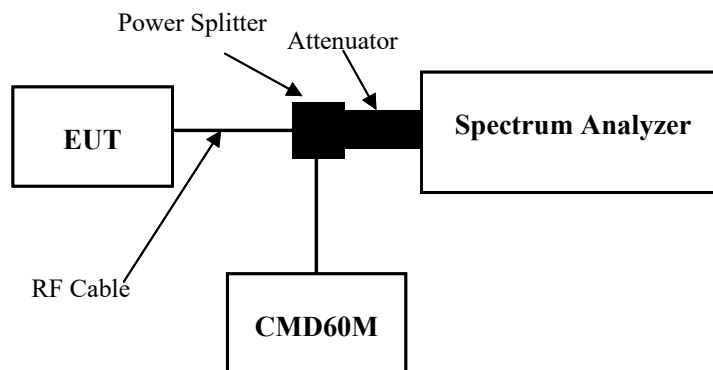 Power Splitter
Attenuator
EUT
Spectrum Analyzer
RF Cable
CMD60M